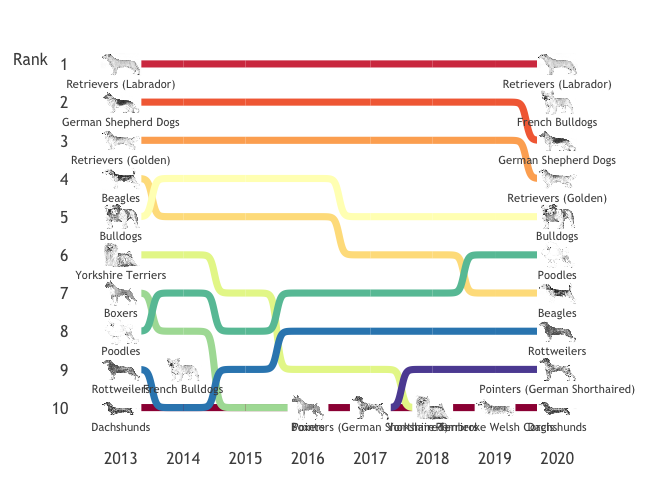 Rank
1
Retrievers (Labrador)
Retrievers (Labrador)
2
German Shepherd Dogs
French Bulldogs
3
Retrievers (Golden)
German Shepherd Dogs
4
Beagles
Retrievers (Golden)
5
Bulldogs
Bulldogs
6
Yorkshire Terriers
Poodles
7
Boxers
Beagles
8
Poodles
Rottweilers
9
Rottweilers
French Bulldogs
Pointers (German Shorthaired)
10
Dachshunds
Boxers
Pointers (German Shorthaired)
Yorkshire Terriers
Welsh Corgis
Dachshunds
2013 2014 2015 2016 2017 2018 2019 2020